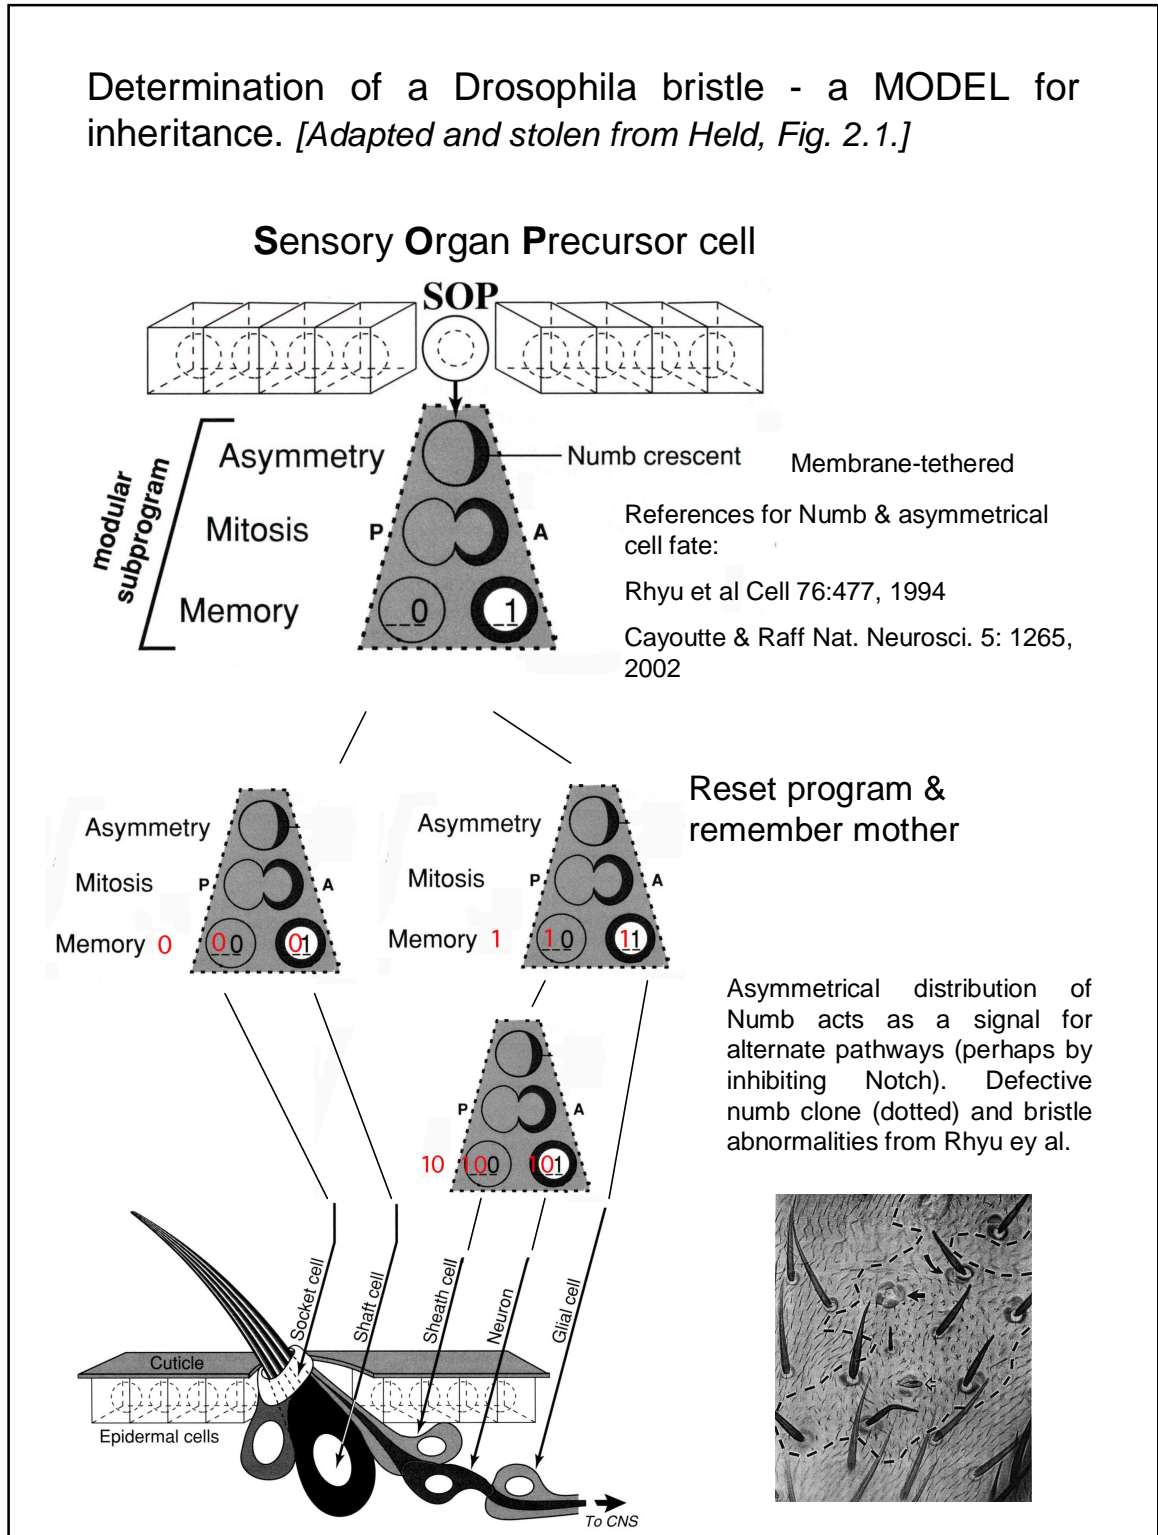 Determination of a Drosophila bristle - a MODEL for
inheritance. [Adapted and stolen from Held, Fig. 2.1.]
Sensory Organ Precursor cell
SOP
modular
subprogram
Asymmetry
Numb crescent
Membrane-tethered
Mitosis
P
A
References for Numb & asymmetrical
cell fate:
Memory
0
1
Rhyu et al Cell 76:477, 1994
Cayoutte & Raff Nat. Neurosci. 5: 1265,
2002
Reset program &
remember mother
Asymmetry
Mitosis
P
A
Memory 0
00
01
Asymmetry
Mitosis
P
A
Memory 1
10
11
P
A
10
100
101
Asymmetrical distribution of
Numb acts as a signal for
alternate pathways (perhaps by
inhibiting Notch). Defective
numb clone (dotted) and bristle
abnormalities from Rhyu ey al.
Socket cell
Shaft cell
Sheath cell
Neuron
Glial cell
Cuticle
Epidermal cells
To CNS